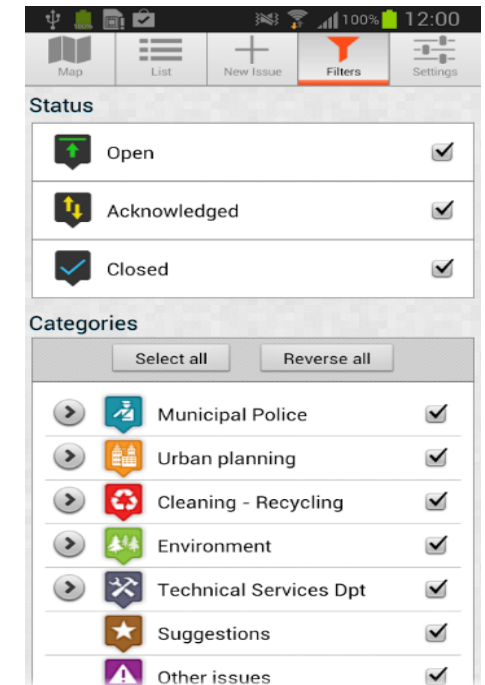 100% 12:00
Map List New Issue Filters Settings
Status
Open
Acknowledged
Closed
Categories
Select all Reverse all
Municipal Police
Urban planning
Cleaning - Recycling
Environment
Technical Services Dpt
Suggestions
Other issues